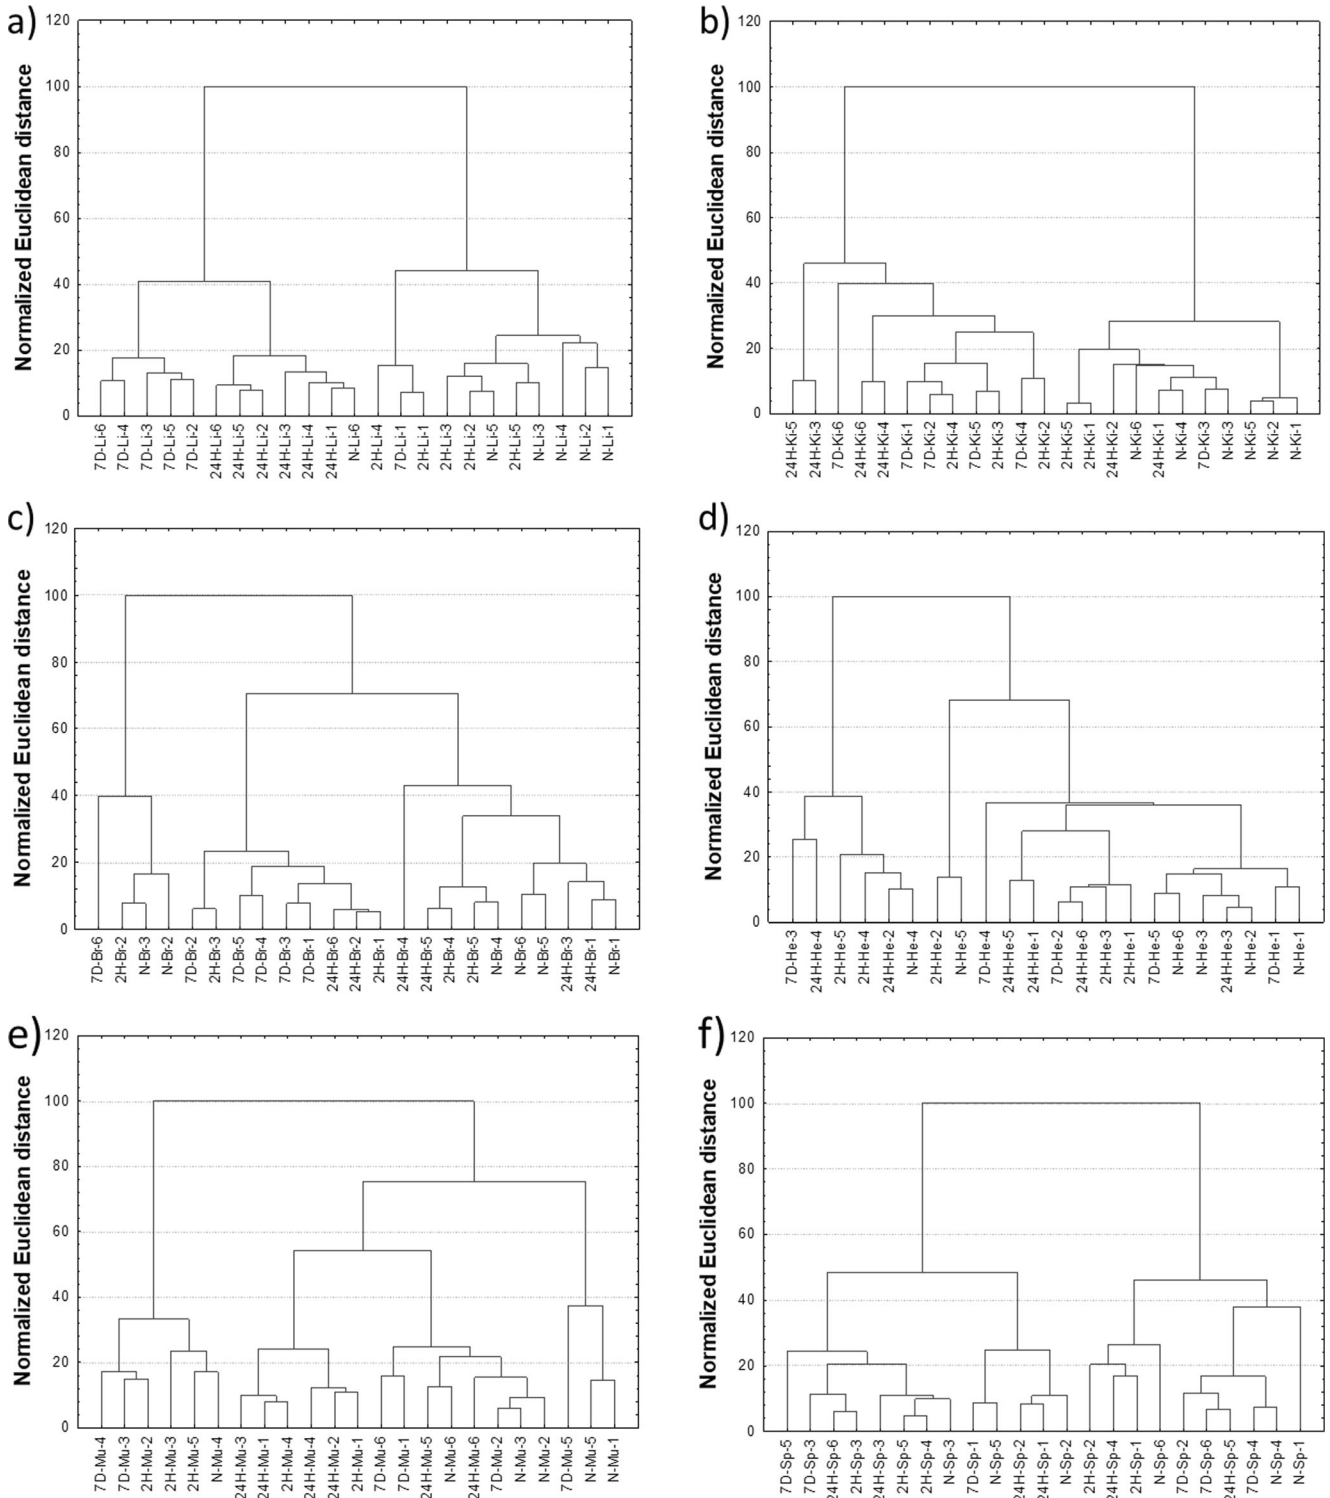 a)
Normalized Euclidean distance
120
100
80
60
40
20
0
7D-Li-6
7D-Li-4
7D-Li-3
7D-Li-5
7D-Li-2
24H-Li-6
24H-Li-5
24H-Li-2
24H-Li-3
24H-Li-4
24H-Li-1
N-Li-6
2H-Li-4
7D-Li-1
2H-Li-1
2H-Li-3
2H-Li-2
N-Li-5
2H-Li-5
N-Li-3
N-Li-4
N-Li-2
N-Li-1
b)
Normalized Euclidean distance
120
100
80
60
40
20
0
24H-Ki-5
24H-Ki-3
7D-Ki-6
24H-Ki-6
24H-Ki-4
7D-Ki-1
7D-Ki-2
2H-Ki-4
7D-Ki-5
2H-Ki-3
7D-Ki-4
2H-Ki-2
2H-Ki-5
2H-Ki-1
24H-Ki-2
N-Ki-6
24H-Ki-1
N-Ki-4
7D-Ki-3
N-Ki-3
N-Ki-5
N-Ki-2
N-Ki-1
c)
Normalized Euclidean distance
120
100
80
60
40
20
0
7D-Br-6
2H-Br-2
N-Br-3
N-Br-2
7D-Br-2
2H-Br-3
7D-Br-5
7D-Br-4
7D-Br-3
7D-Br-1
24H-Br-6
24H-Br-2
2H-Br-1
24H-Br-4
24H-Br-5
2H-Br-4
N-Br-4
N-Br-6
N-Br-5
24H-Br-3
24H-Br-1
N-Br-1
d)
Normalized Euclidean distance
120
100
80
60
40
20
0
7D-He-3
24H-He-4
2H-He-5
2H-He-4
24H-He-2
N-He-4
2H-He-2
N-He-5
7D-He-4
24H-He-5
24H-He-1
7D-He-2
24H-He-6
2H-He-3
2H-He-1
7D-He-5
N-He-6
N-He-3
24H-He-3
N-He-2
7D-He-1
N-He-1
e)
Normalized Euclidean distance
120
100
80
60
40
20
0
7D-Mu-4
7D-Mu-3
2H-Mu-2
2H-Mu-3
2H-Mu-5
N-Mu-4
24H-Mu-3
24H-Mu-1
2H-Mu-4
24H-Mu-4
24H-Mu-2
2H-Mu-1
7D-Mu-6
7D-Mu-1
24H-Mu-5
N-Mu-6
24H-Mu-6
7D-Mu-2
N-Mu-3
N-Mu-2
7D-Mu-5
N-Mu-5
N-Mu-1
f)
Normalized Euclidean distance
120
100
80
60
40
20
0
7D-Sp-5
7D-Sp-3
24H-Sp-6
2H-Sp-3
24H-Sp-3
2H-Sp-5
2H-Sp-4
N-Sp-3
7D-Sp-1
N-Sp-5
24H-Sp-2
24H-Sp-1
N-Sp-2
2H-Sp-2
24H-Sp-4
2H-Sp-1
N-Sp-6
7D-Sp-2
7D-Sp-6
24H-Sp-5
7D-Sp-4
N-Sp-4
N-Sp-1